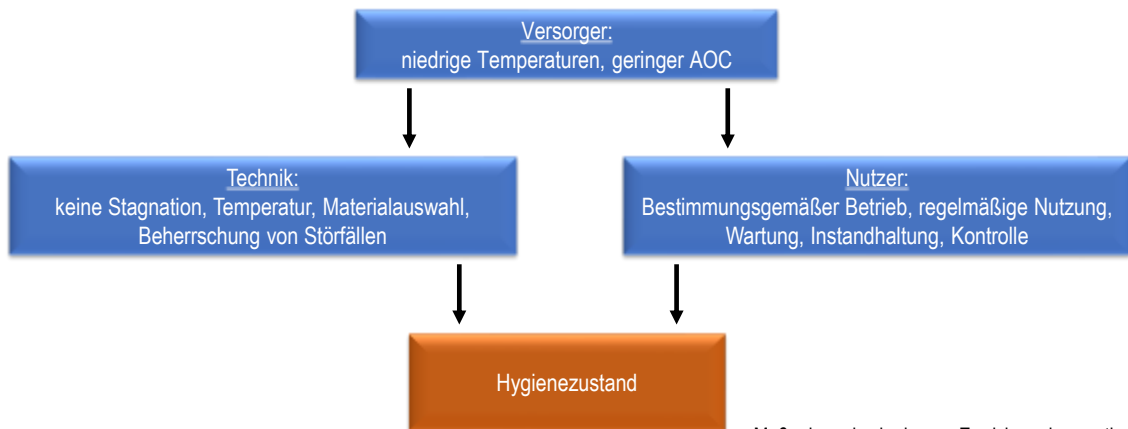 Versorger:
niedrige Temperaturen, geringer AOC
Technik:
keine Stagnation, Temperatur, Materialauswahl,
Beherrschung von Störfällen
Nutzer:
Bestimmungsgemäßer Betrieb, regelmäßige Nutzung,
Wartung, Instandhaltung, Kontrolle
Hygienezustand